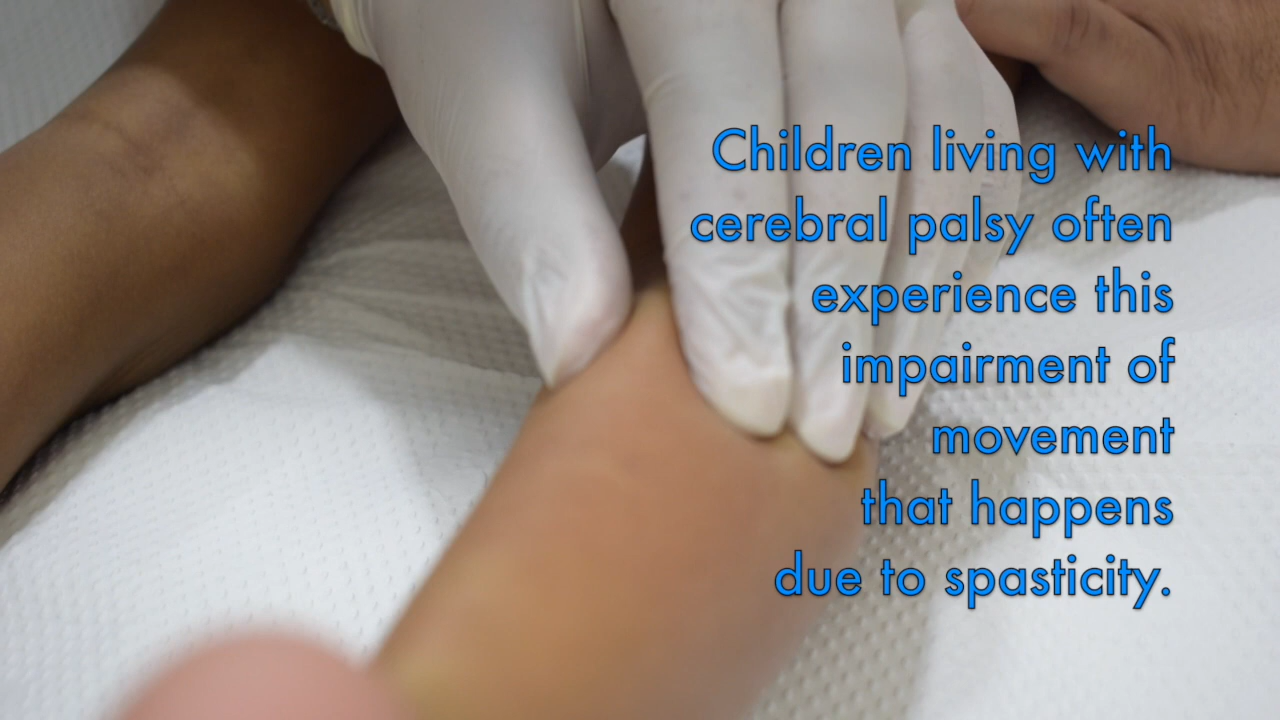 Children living with
cerebral palsy often
experience this
impairment of
movement
that happens
due to spasticity.